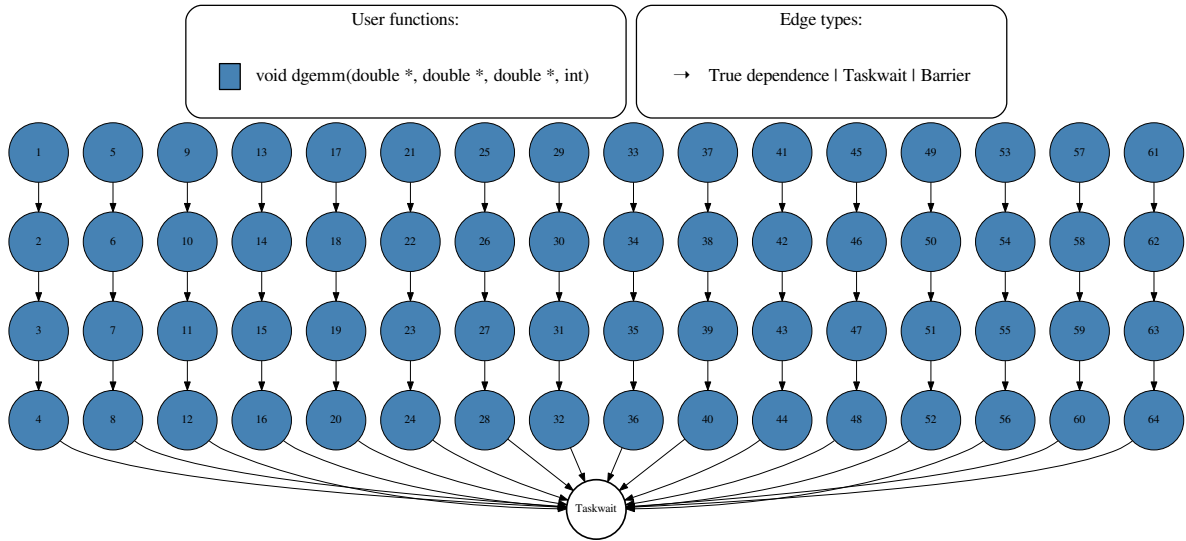 User functions:
void dgemm(double *, double *, double *, int)
Edge types:
→ True dependence | Taskwait | Barrier
1 5 9 13 17 21 25 29 33 37 41 45 49 53 57 61
2 6 10 14 18 22 26 30 34 38 42 46 50 54 58 62
3 7 11 15 19 23 27 31 35 39 43 47 51 55 59 63
4 8 12 16 20 24 28 32 36 40 44 48 52 56 60 64
Taskwait